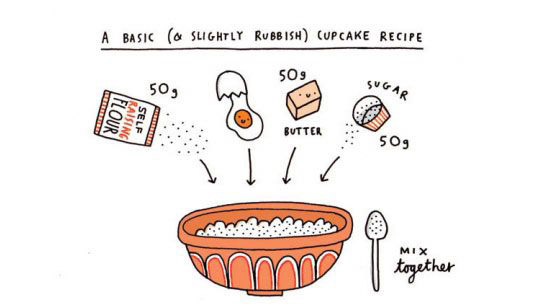 A BASIC (& SLIGHTLY RUBBISH) CUPCAKE RECIPE
50g
SELF
RAISING
FLOUR
50g
BUTTER
SUGAR
50g
MIX
together